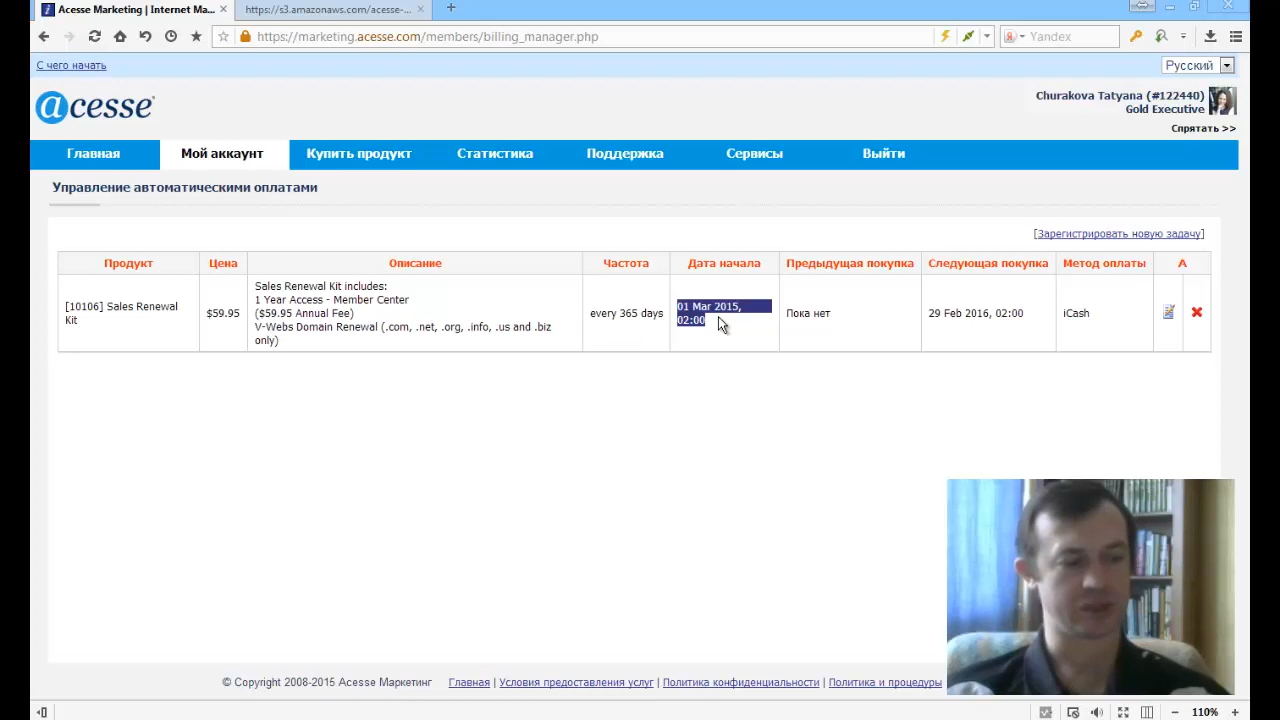 Acesse Marketing | Internet Ma...
https://s3.amazonaws.com/acesse-...
https://marketing.acesse.com/members/billing_manager.php
Yandex
С чего начать
Русский
acesse
Churakova Tatyana (#122440)
Gold Executive
Спрятать >>
Главная
Мой аккаунт
Купить продукт
Статистика
Поддержка
Сервисы
Выйти
Управление автоматическими оплатами
[Зарегистрировать новую задачу]
Продукт
Цена
Описание
Частота
Дата начала
Предыдущая покупка
Следующая покупка
Метод оплаты
А
[10106] Sales Renewal
Kit
$59.95
Sales Renewal Kit includes:
1 Year Access - Member Center
($59.95 Annual Fee)
V-Webs Domain Renewal (.com, .net, .org, .info, .us and .biz
only)
every 365 days
01 Mar 2015,
02:00
Пока нет
29 Feb 2016, 02:00
iCash
© Copyright 2008-2015 Acesse Маркетинг
Главная | Условия предоставления услуг | Политика конфиденциальности | Политика и процедуры
110%